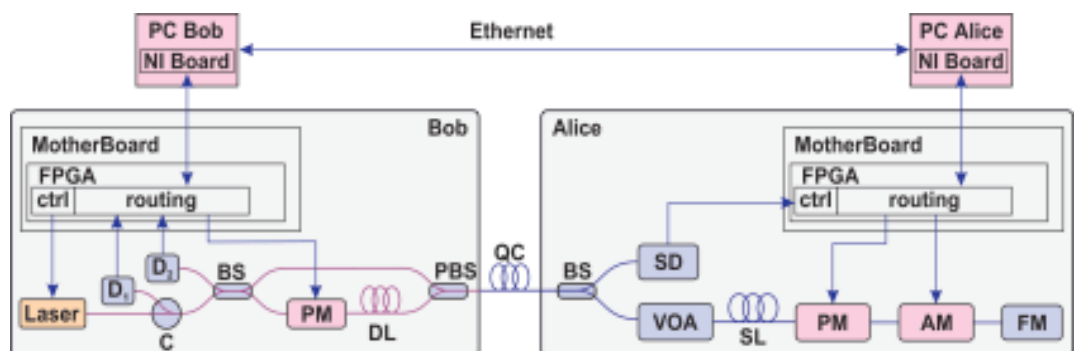 PC Bob
NI Board
Ethernet
PC Alice
NI Board
Bob
MotherBoard
FPGA
ctrl routing
D₁
D₂
BS
PBS
Laser
C
PM
DL
QC
Alice
MotherBoard
FPGA
ctrl routing
BS
SD
VOA
SL
PM
AM
FM